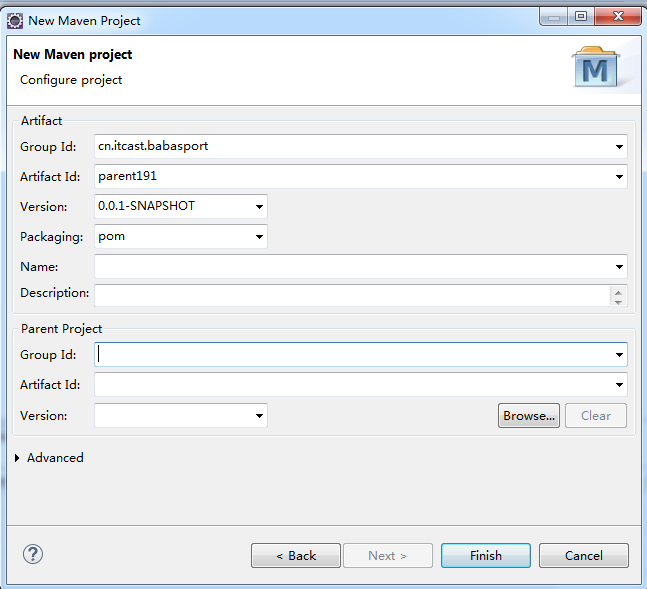 New Maven Project
New Maven project
Configure project
M
Artifact
Group Id: cn.itcast.babasport
Artifact Id: parent191
Version: 0.0.1-SNAPSHOT
Packaging: pom
Name:
Description:
Parent Project
Group Id:
Artifact Id:
Version: Browse... Clear
Advanced
? < Back Next > Finish Cancel